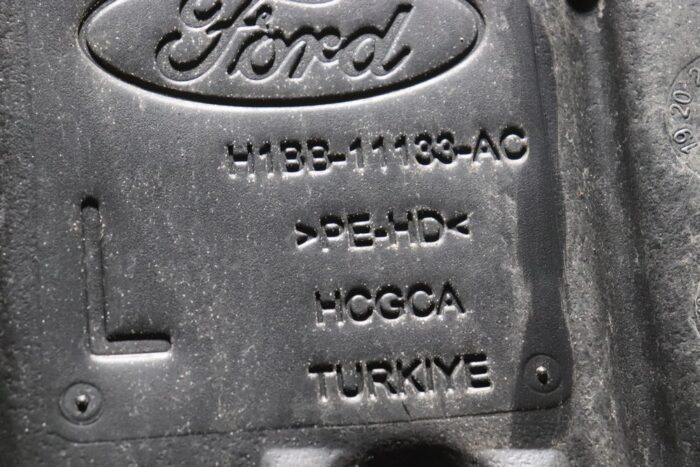 Ford
H1BB-11133-AC
>PE-HD<
L
HCGCA
TURKIYE